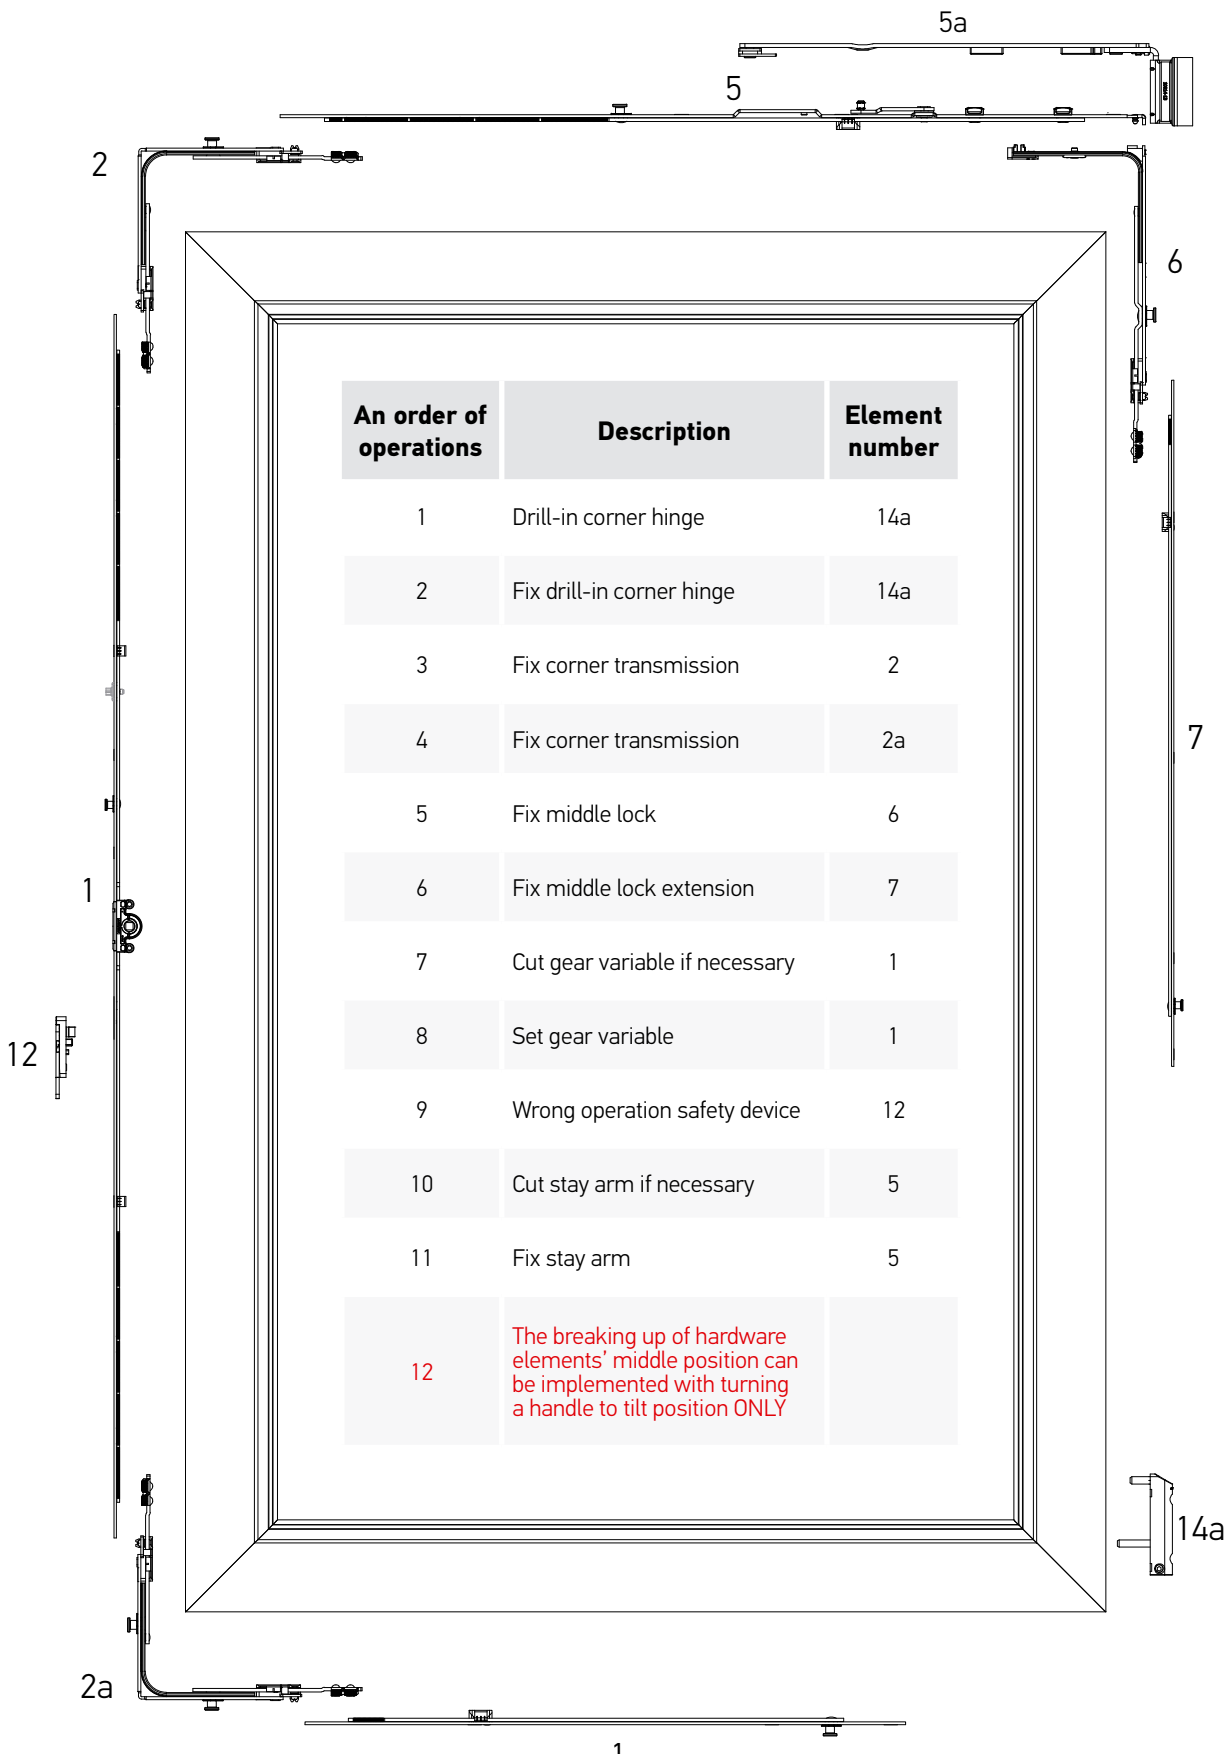 5a
5
2
6
An order of operations Description Element number
1 Drill-in corner hinge 14a
2 Fix drill-in corner hinge 14a
3 Fix corner transmission 2
4 Fix corner transmission 2a
7
5 Fix middle lock 6
6 Fix middle lock extension 7
1
7 Cut gear variable if necessary 1
8 Set gear variable 1
12
9 Wrong operation safety device 12
10 Cut stay arm if necessary 5
11 Fix stay arm 5
12 The breaking up of hardware
elements’ middle position can
be implemented with turning
a handle to tilt position ONLY
14a
2a
1